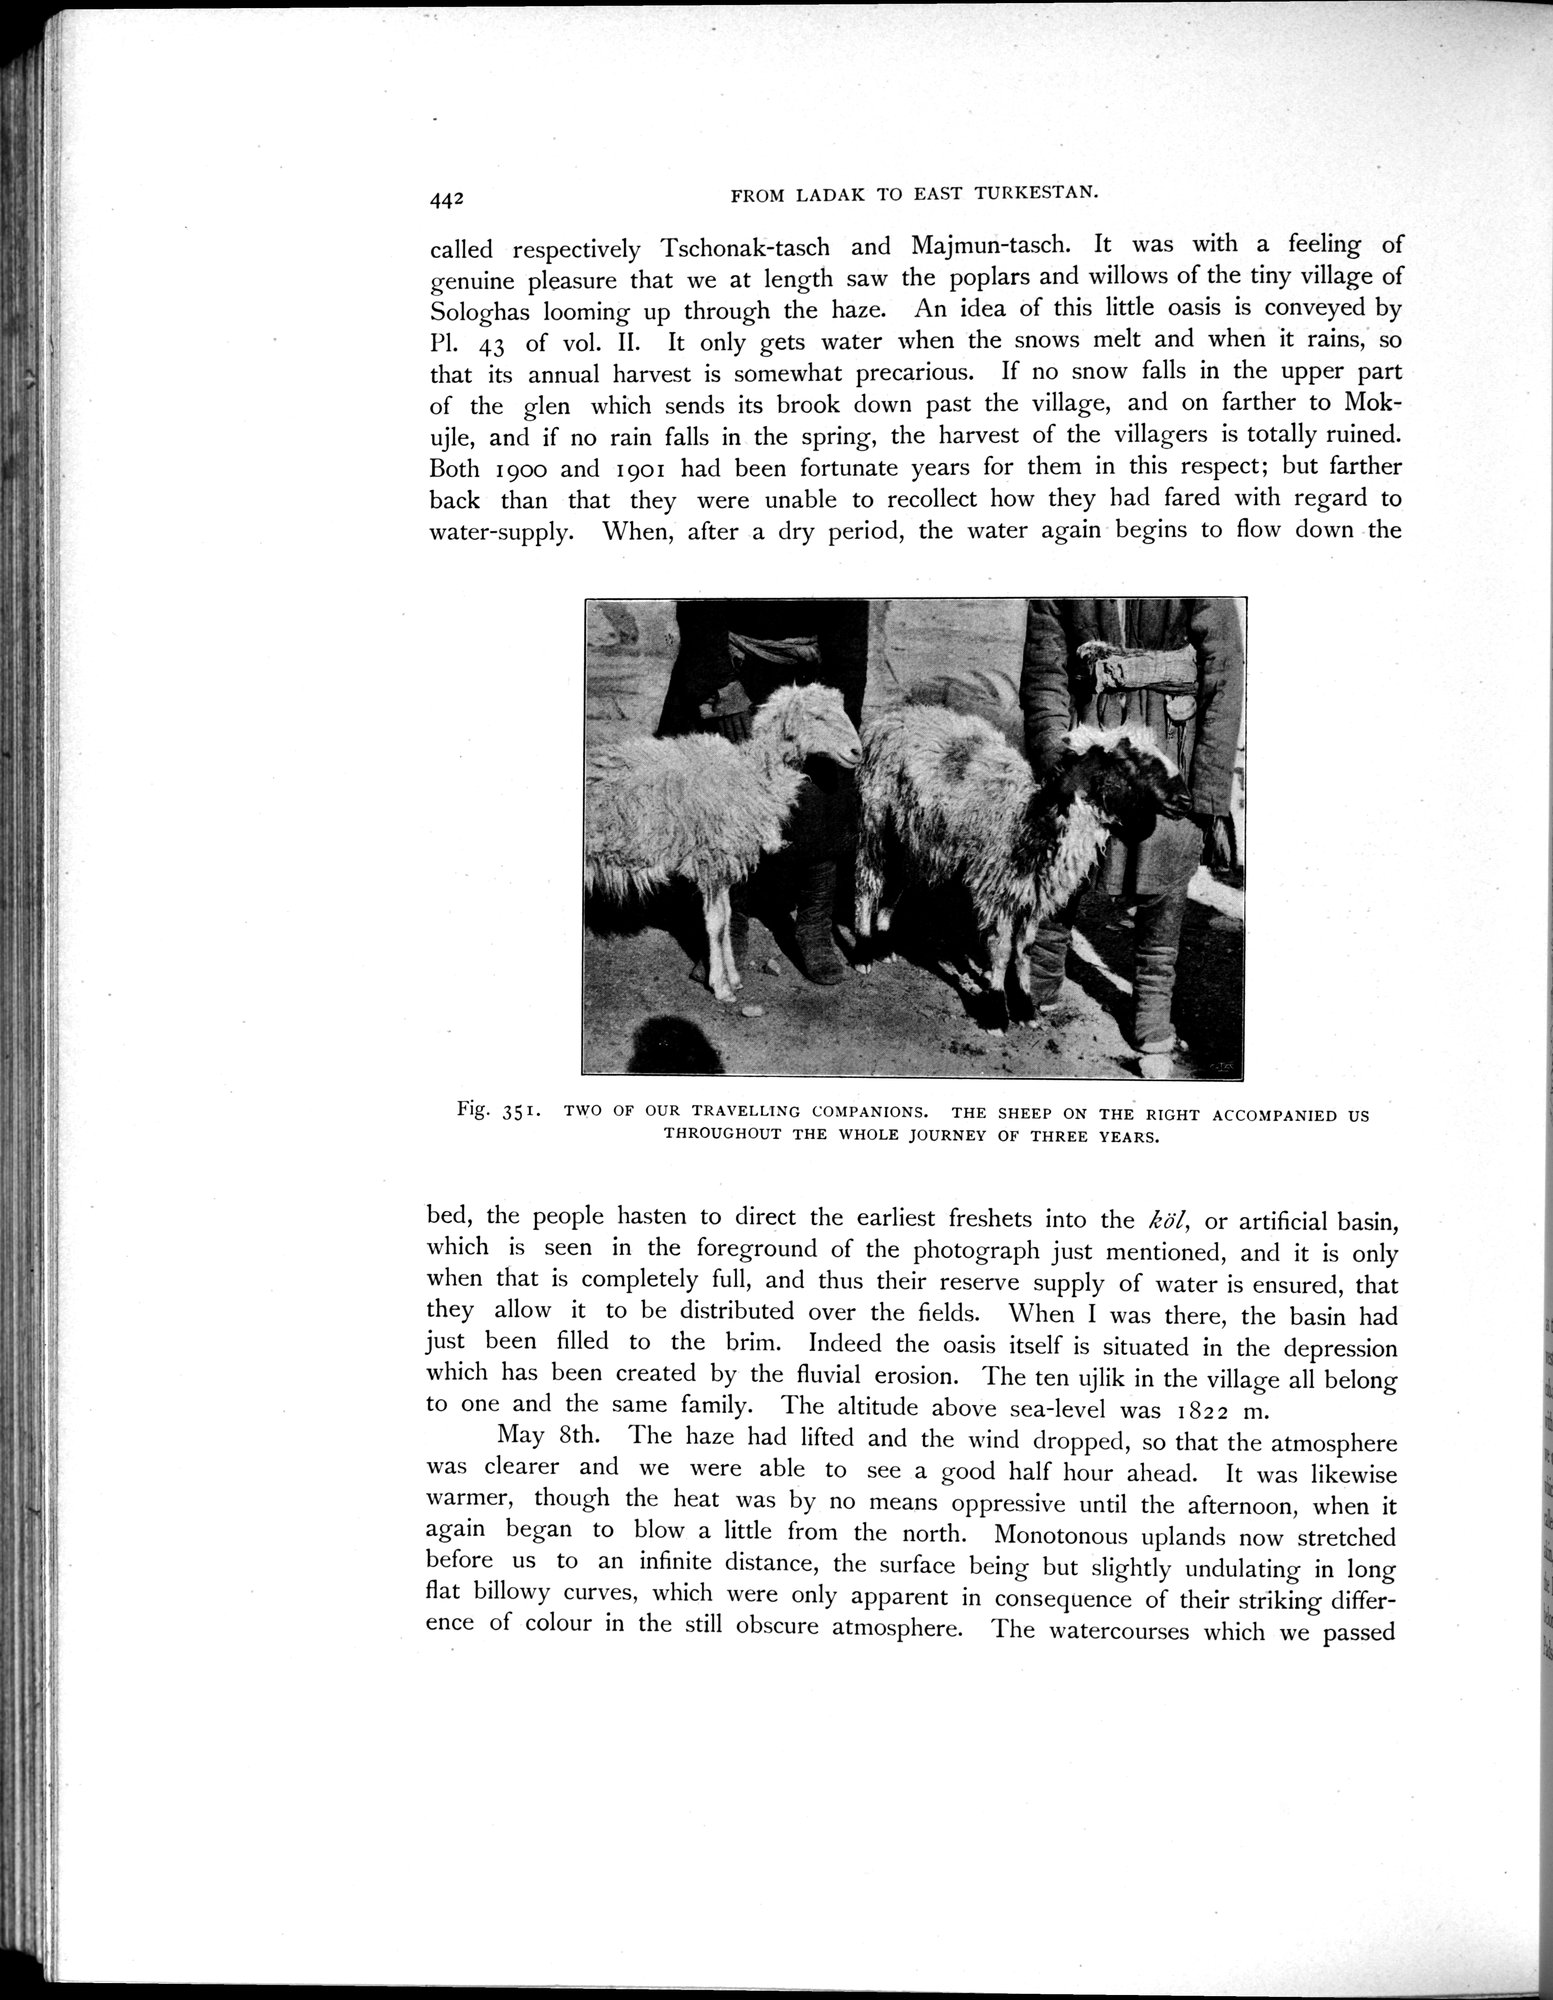 442
FROM LADAK TO EAST TURKESTAN.
called respectively Tschonak-tasch and Majmun-tasch. It was with a feeling of
genuine pleasure that we at length saw the poplars and willows of the tiny village of
Sologhas looming up through the haze. An idea of this little oasis is conveyed by
Pl. 43 of vol. II. It only gets water when the snows melt and when it rains, so
that its annual harvest is somewhat precarious. If no snow falls in the upper part
of the glen which sends its brook down past the village, and on farther to Mok-
ujle, and if no rain falls in the spring, the harvest of the villagers is totally ruined.
Both 1900 and 1901 had been fortunate years for them in this respect; but farther
back than that they were unable to recollect how they had fared with regard to
water-supply. When, after a dry period, the water again begins to flow down the
Fig. 351. TWO OF OUR TRAVELLING COMPANIONS. THE SHEEP ON THE RIGHT ACCOMPANIED US
THROUGHOUT THE WHOLE JOURNEY OF THREE YEARS.
bed, the people hasten to direct the earliest freshets into the köl, or artificial basin,
which is seen in the foreground of the photograph just mentioned, and it is only
when that is completely full, and thus their reserve supply of water is ensured, that
they allow it to be distributed over the fields. When I was there, the basin had
just been filled to the brim. Indeed the oasis itself is situated in the depression
which has been created by the fluvial erosion. The ten ujlik in the village all belong
to one and the same family. The altitude above sea-level was 1822 m.
May 8th. The haze had lifted and the wind dropped, so that the atmosphere
was clearer and we were able to see a good half hour ahead. It was likewise
warmer, though the heat was by no means oppressive until the afternoon, when it
again began to blow a little from the north. Monotonous uplands now stretched
before us to an infinite distance, the surface being but slightly undulating in long
flat billowy curves, which were only apparent in consequence of their striking differ-
ence of colour in the still obscure atmosphere. The watercourses which we passed